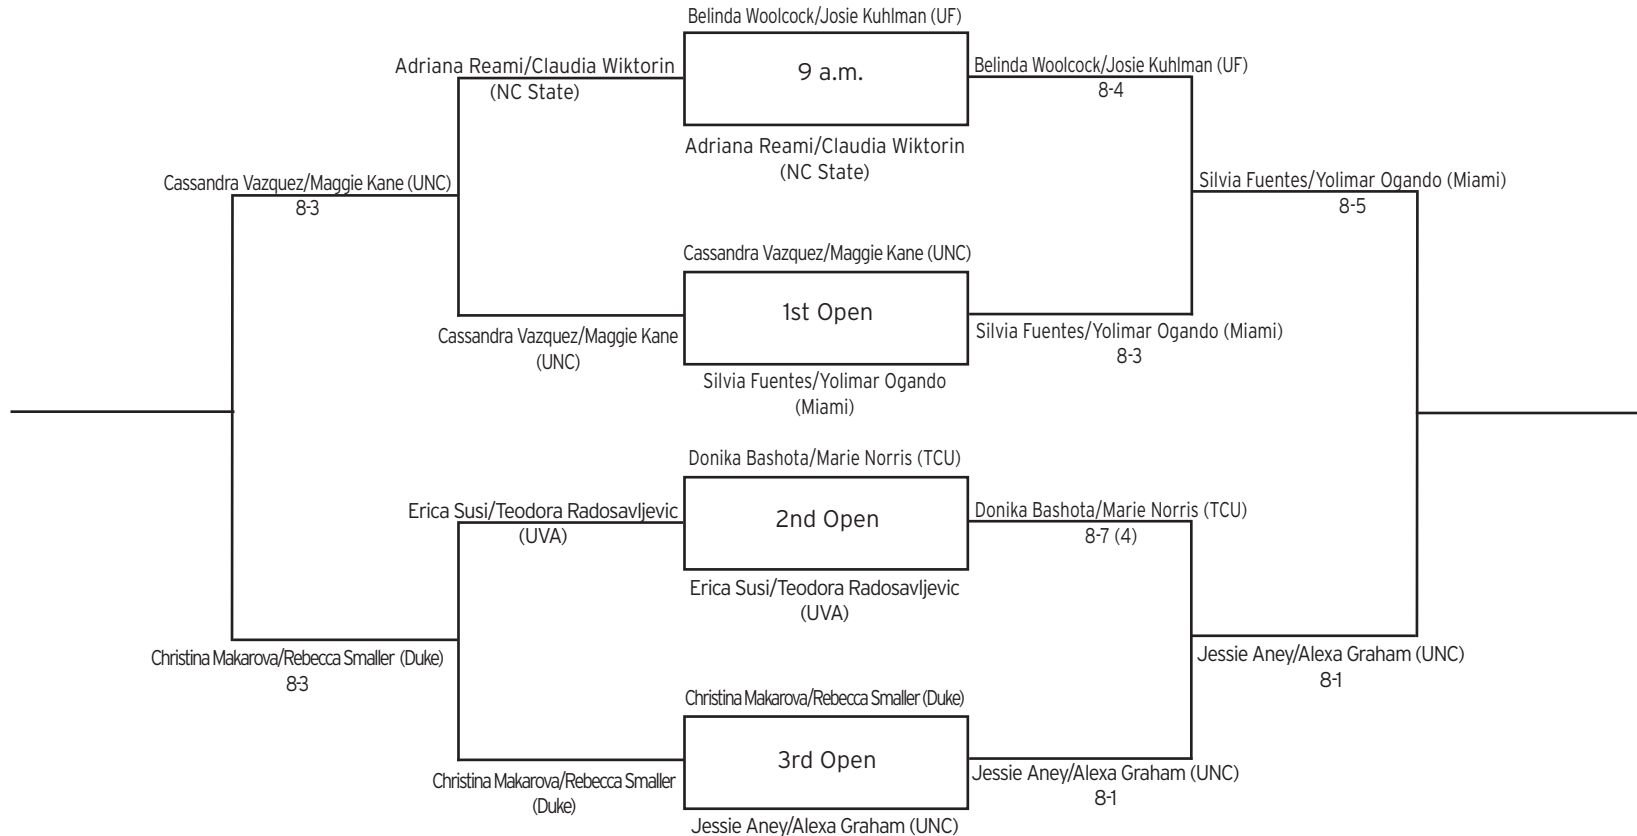 Belinda Woolcock/Josie Kuhlman (UF)
Adriana Reami/Claudia Wiktorin
(NC State)
9 a.m.
Belinda Woolcock/Josie Kuhlman (UF)
8-4
Adriana Reami/Claudia Wiktorin
(NC State)
Cassandra Vazquez/Maggie Kane (UNC)
8-3
Silvia Fuentes/Yolimar Ogando (Miami)
8-5
Cassandra Vazquez/Maggie Kane (UNC)
1st Open
Cassandra Vazquez/Maggie Kane
(UNC)
Silvia Fuentes/Yolimar Ogando (Miami)
8-3
Silvia Fuentes/Yolimar Ogando
(Miami)
Donika Bashota/Marie Norris (TCU)
Erica Susi/Teodora Radosavljevic
(UVA)
2nd Open
Donika Bashota/Marie Norris (TCU)
8-7 (4)
Erica Susi/Teodora Radosavljevic
(UVA)
Christina Makarova/Rebecca Smaller (Duke)
8-3
Jessie Aney/Alexa Graham (UNC)
8-1
Christina Makarova/Rebecca Smaller (Duke)
3rd Open
Christina Makarova/Rebecca Smaller
(Duke)
Jessie Aney/Alexa Graham (UNC)
8-1
Jessie Aney/Alexa Graham (UNC)